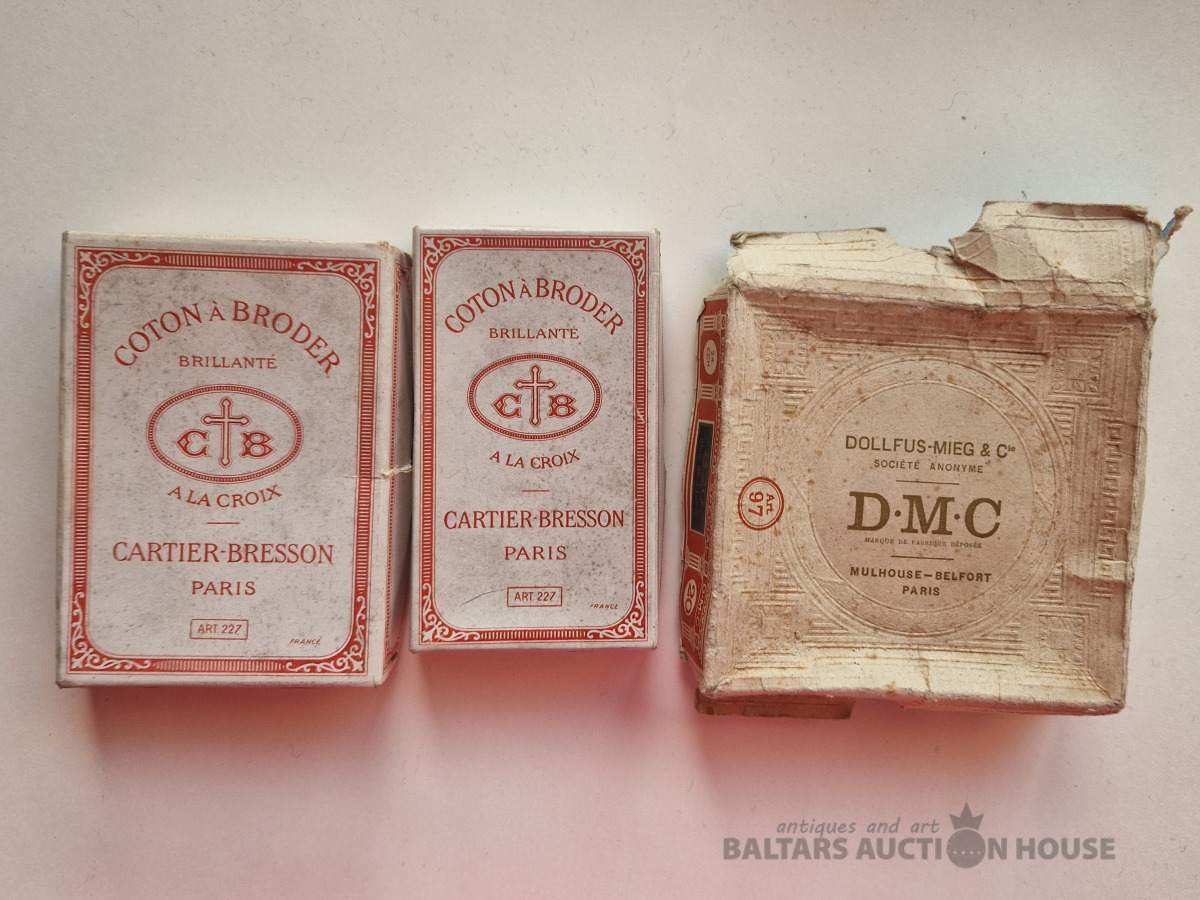 COTON À BRODER
BRILLANTÉ
C B
A LA CROIX
CARTIER-BRESSON
PARIS
ART. 227
FRANCE
COTON À BRODER
BRILLANTÉ
C B
A LA CROIX
CARTIER-BRESSON
PARIS
ART. 227
FRANCE
Art.
97
20
DOLLFUS-MIEG & Cie
SOCIÉTÉ ANONYME
D·M·C
MARQUE DE FABRIQUE DÉPOSÉE
MULHOUSE–BELFORT
PARIS
antiques and art
BALTARS AUCTION HOUSE